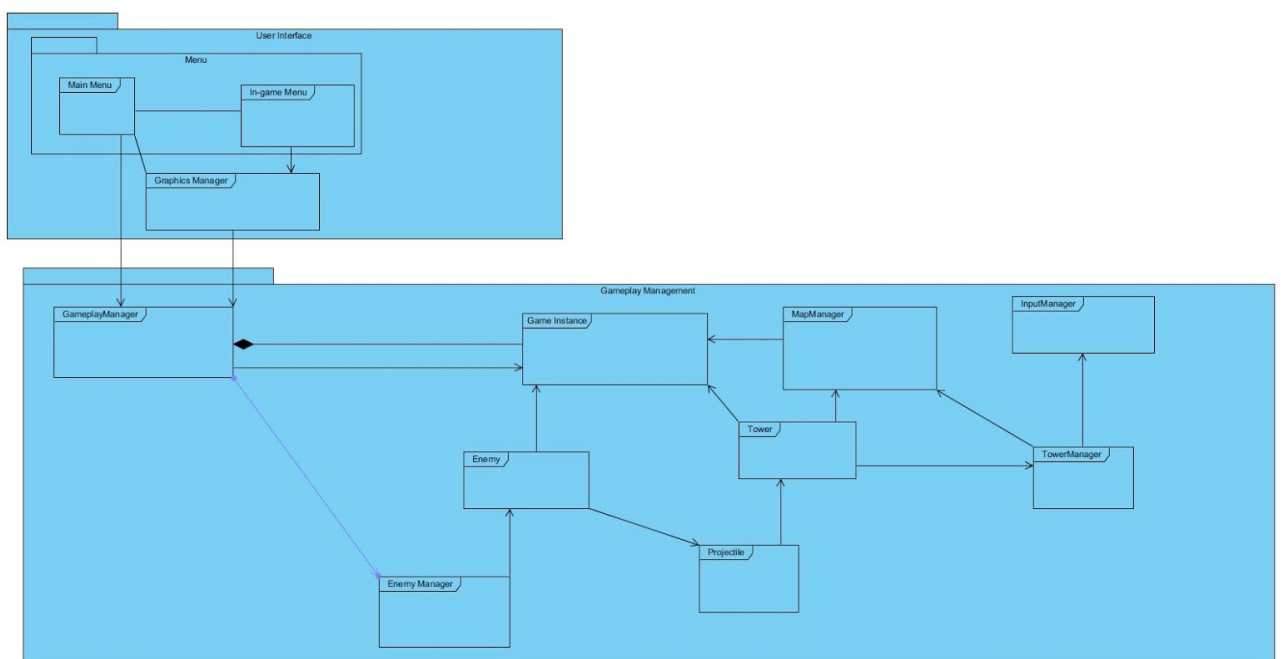 User Interface
Menu
Main Menu
In-game Menu
Graphics Manager
Gameplay Management
GameplayManager
Game Instance
MapManager
InputManager
Tower
TowerManager
Enemy
Projectile
Enemy Manager